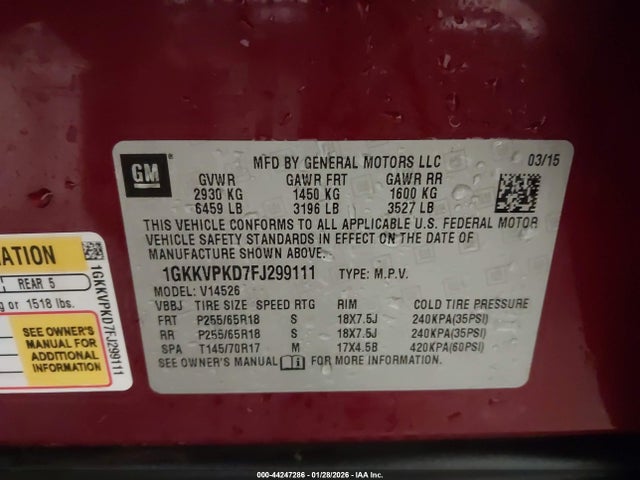 GM
MFD BY GENERAL MOTORS LLC 03/15
GVWR GAWR FRT GAWR RR
2930 KG 1450 KG 1600 KG
6459 LB 3196 LB 3527 LB
THIS VEHICLE CONFORMS TO ALL APPLICABLE U.S. FEDERAL MOTOR
VEHICLE SAFETY STANDARDS IN EFFECT ON THE DATE OF
MANUFACTURE SHOWN ABOVE.
1GKKVPKD7FJ299111 TYPE: M.P.V.
MODEL: V14526
VBBJ TIRE SIZE SPEED RTG RIM COLD TIRE PRESSURE
FRT P255/65R18 S 18X7.5J 240KPA(35PSI)
RR P255/65R18 S 18X7.5J 240KPA(35PSI)
SPA T145/70R17 M 17X4.5B 420KPA(60PSI)
SEE OWNER'S MANUAL i FOR MORE INFORMATION.
MATION
REAR 5
or 1518 lbs.
SEE OWNER'S
MANUAL FOR
ADDITIONAL
INFORMATION
1GKKVPKD7FJ299111
000-44247286 - 01/28/2026 - IAA Inc.